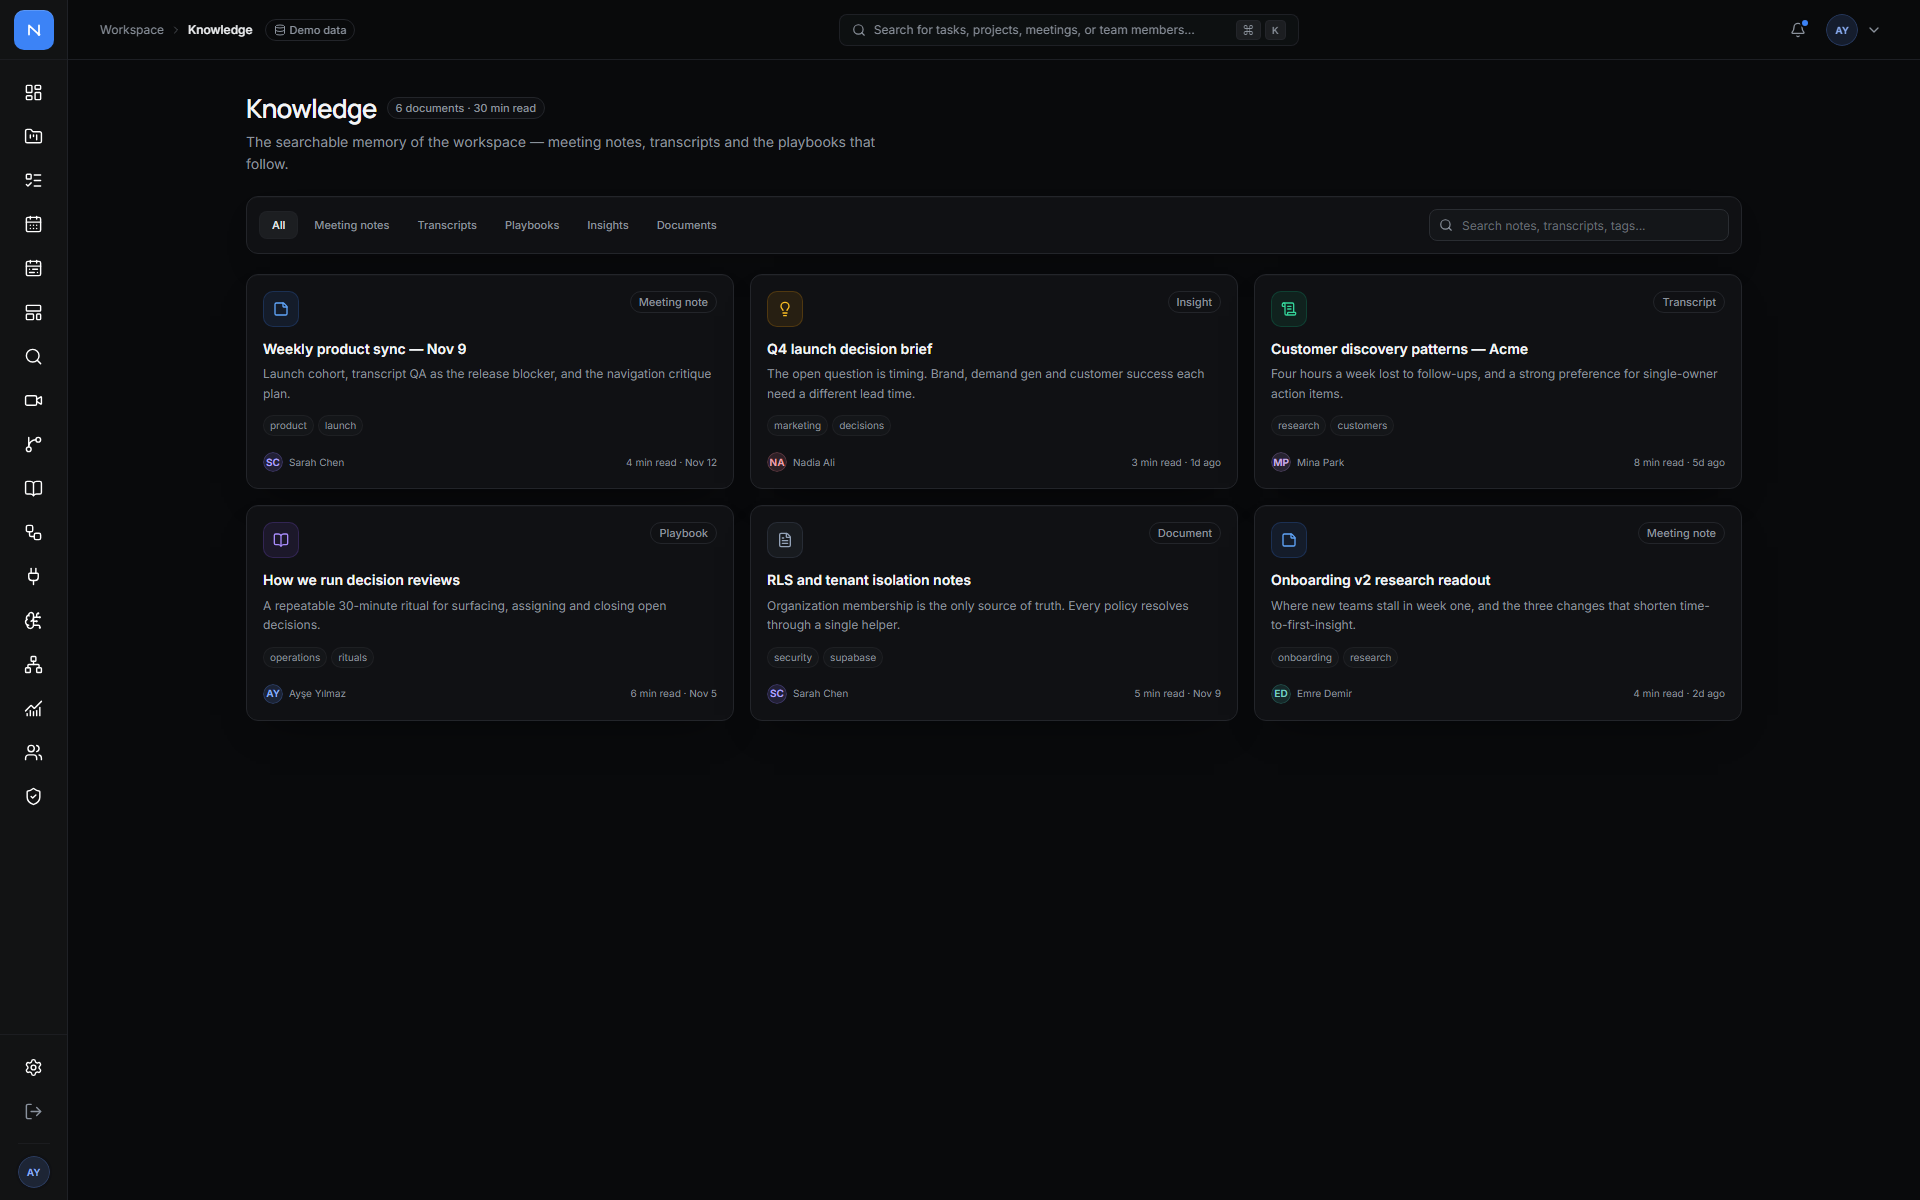 N
Workspace
Knowledge
Demo data
Search for tasks, projects, meetings, or team members...
⌘ K
AY
Knowledge
6 documents · 30 min read
The searchable memory of the workspace — meeting notes, transcripts and the playbooks that
follow.
All
Meeting notes
Transcripts
Playbooks
Insights
Documents
Search notes, transcripts, tags...
Meeting note
Weekly product sync — Nov 9
Launch cohort, transcript QA as the release blocker, and the navigation critique
plan.
product
launch
SC
Sarah Chen
4 min read · Nov 12
Insight
Q4 launch decision brief
The open question is timing. Brand, demand gen and customer success each
need a different lead time.
marketing
decisions
NA
Nadia Ali
3 min read · 1d ago
Transcript
Customer discovery patterns — Acme
Four hours a week lost to follow-ups, and a strong preference for single-owner
action items.
research
customers
MP
Mina Park
8 min read · 5d ago
Playbook
How we run decision reviews
A repeatable 30-minute ritual for surfacing, assigning and closing open
decisions.
operations
rituals
AY
Ayşe Yılmaz
6 min read · Nov 5
Document
RLS and tenant isolation notes
Organization membership is the only source of truth. Every policy resolves
through a single helper.
security
supabase
SC
Sarah Chen
5 min read · Nov 9
Meeting note
Onboarding v2 research readout
Where new teams stall in week one, and the three changes that shorten time-
to-first-insight.
onboarding
research
ED
Emre Demir
4 min read · 2d ago
AY